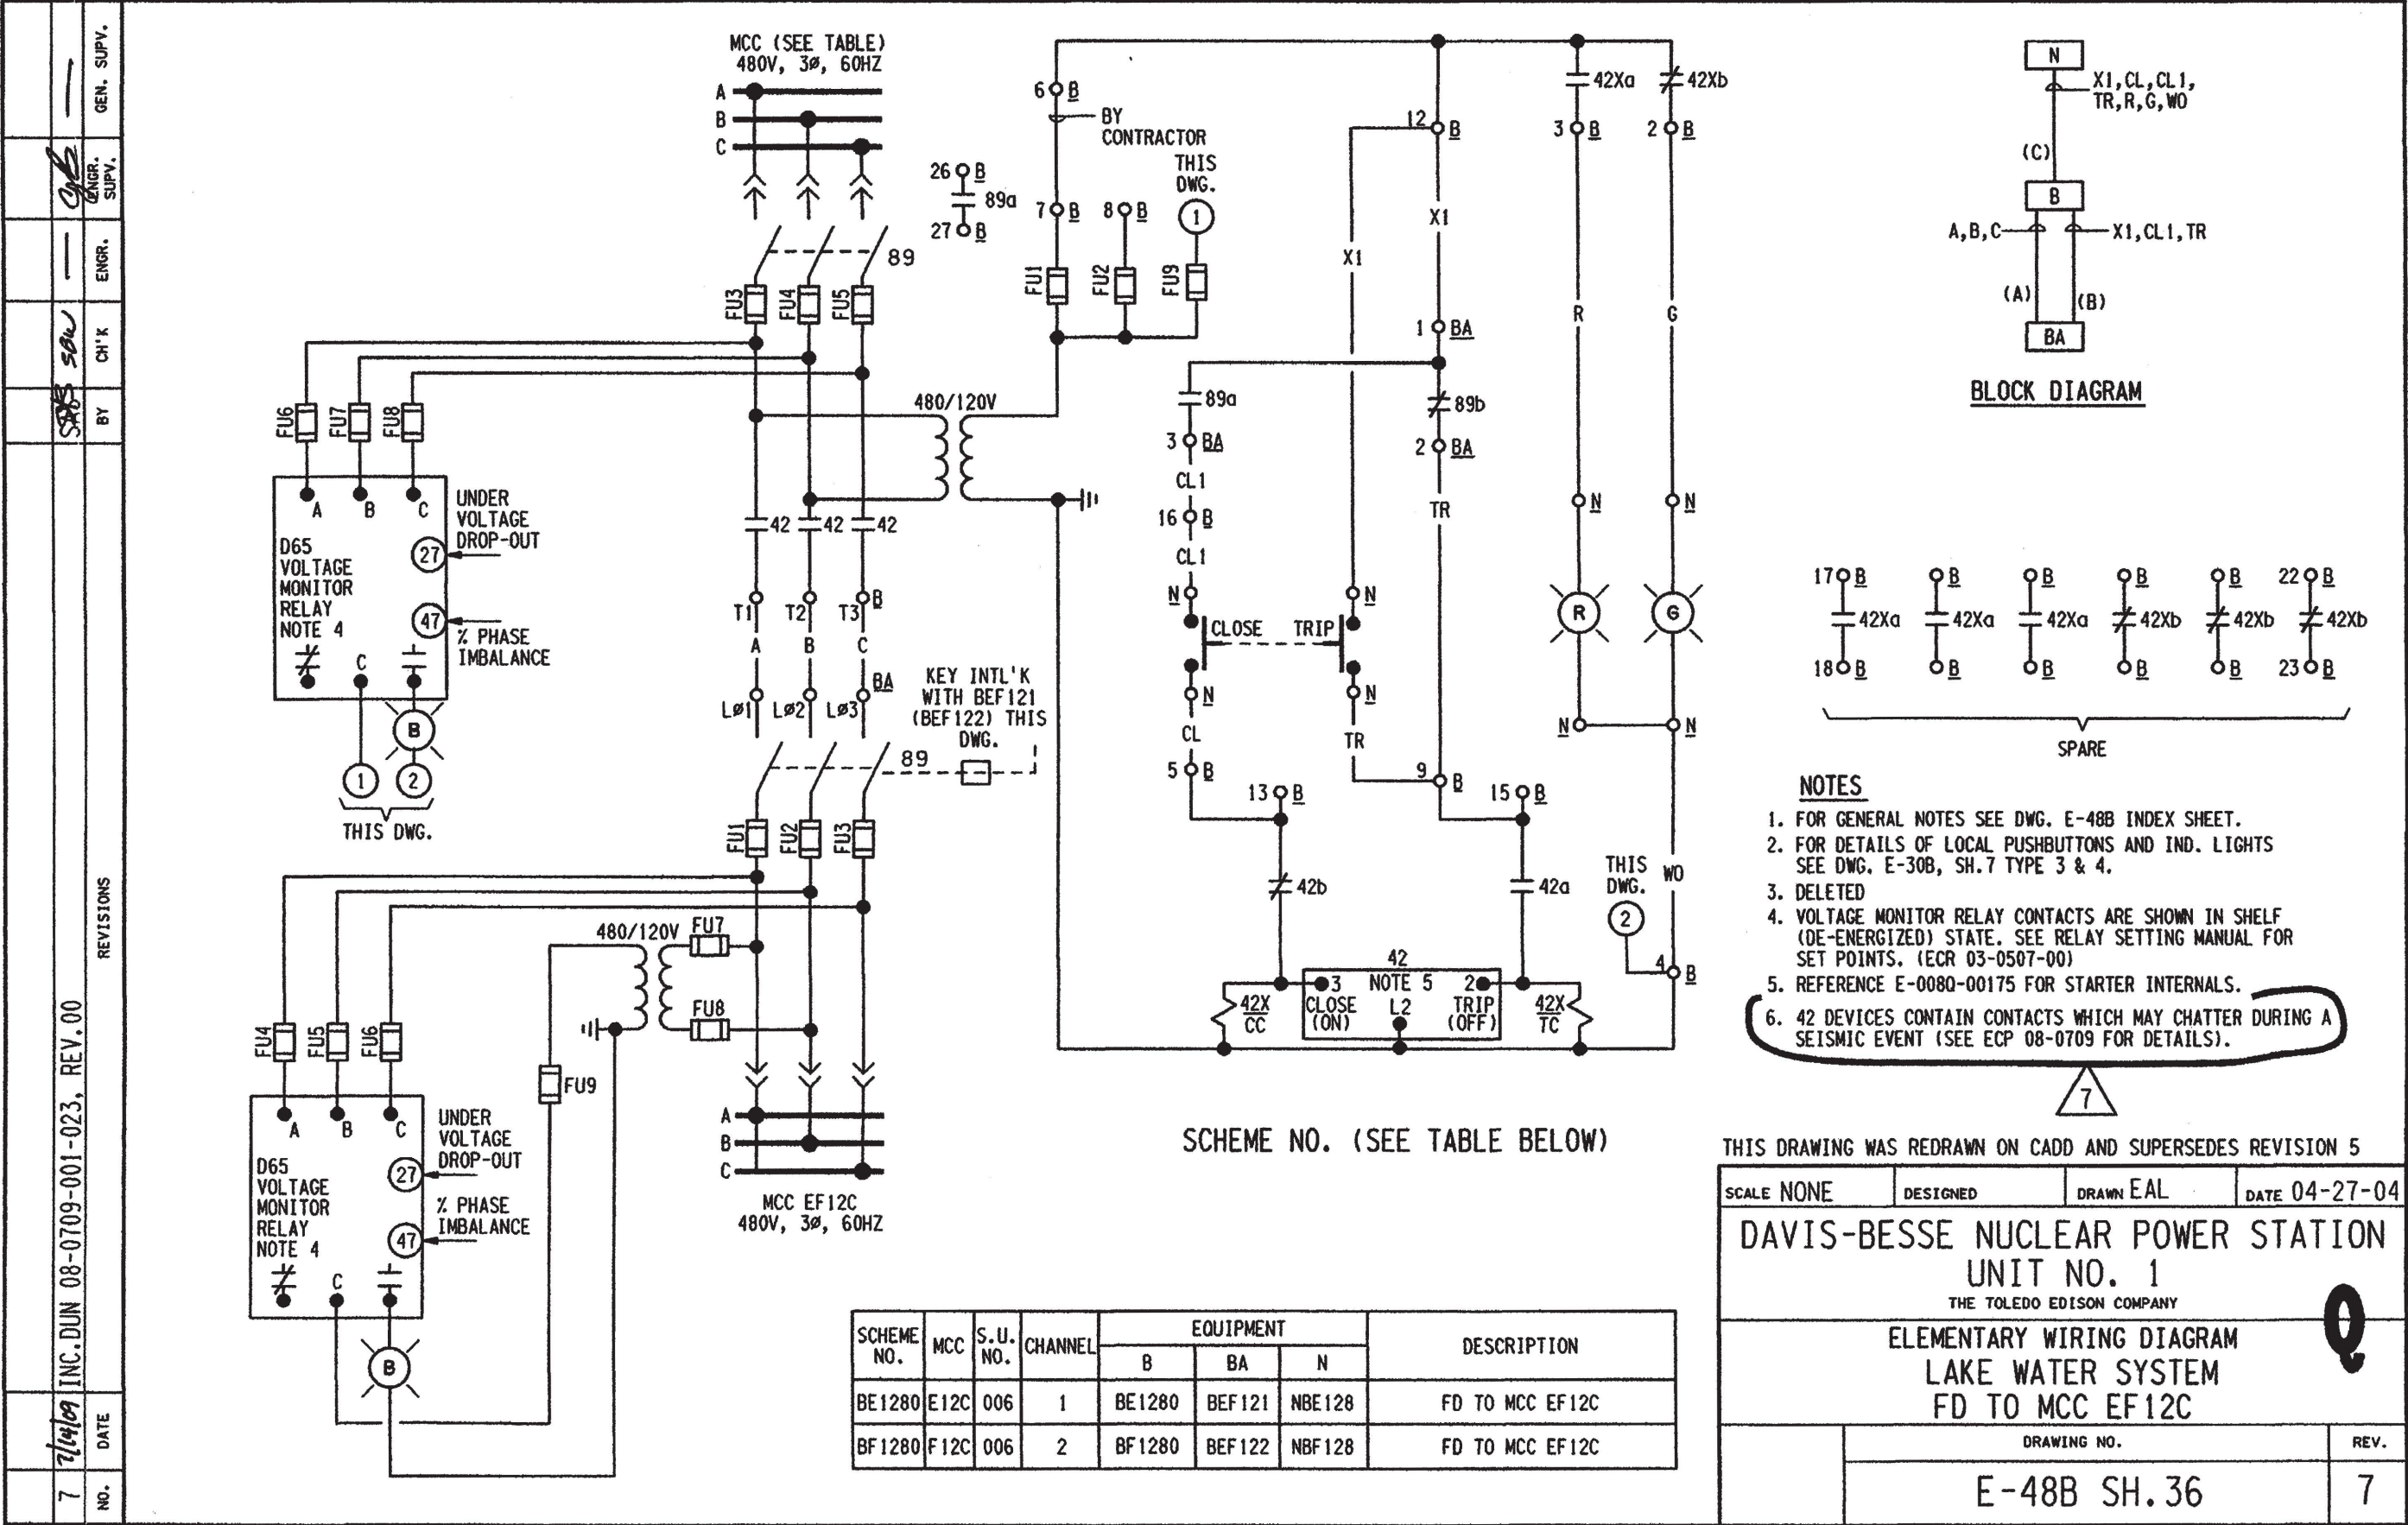 MCC (SEE TABLE)
480V, 3Ø, 60HZ
A
B
C
26 B
89a
27 B
89
FU3
FU4
FU5
6 B
BY
CONTRACTOR
THIS
DWG.
1
7 B
8 B
FU1
FU2
FU9
480/120V
FU6
FU7
FU8
A
B
C
UNDER
VOLTAGE
DROP-OUT
D65
VOLTAGE
MONITOR
RELAY
NOTE 4
27
47
% PHASE
IMBALANCE
C
B
1
2
THIS DWG.
42
42
42
T1
T2
T3
B
A
B
C
BA
LØ1
LØ2
LØ3
KEY INTL'K
WITH BEF121
(BEF122) THIS
DWG.
89
FU1
FU2
FU3
480/120V
FU7
FU8
FU4
FU5
FU6
FU9
A
B
C
UNDER
VOLTAGE
DROP-OUT
D65
VOLTAGE
MONITOR
RELAY
NOTE 4
27
47
% PHASE
IMBALANCE
C
B
A
B
C
MCC EF12C
480V, 3Ø, 60HZ
42Xa
42Xb
12 B
3 B
2 B
X1
X1
R
G
1 BA
89a
89b
3 BA
2 BA
CL1
TR
16 B
CL1
N
N
N
N
CLOSE
TRIP
R
G
N
N
N
N
CL
TR
5 B
9 B
13 B
15 B
42b
42a
THIS
DWG.
2
WO
4 B
42
NOTE 5
3
2
CLOSE
(ON)
L2
TRIP
(OFF)
42X
CC
42X
TC
SCHEME NO. (SEE TABLE BELOW)
N
X1,CL,CL1,
TR,R,G,WO
(C)
B
A,B,C
X1,CL1,TR
(A)
(B)
BA
BLOCK DIAGRAM
17 B
B
B
B
B
22 B
42Xa
42Xa
42Xa
42Xb
42Xb
42Xb
18 B
B
B
B
B
23 B
SPARE
NOTES
1. FOR GENERAL NOTES SEE DWG. E-48B INDEX SHEET.
2. FOR DETAILS OF LOCAL PUSHBUTTONS AND IND. LIGHTS
SEE DWG. E-30B, SH.7 TYPE 3 & 4.
3. DELETED
4. VOLTAGE MONITOR RELAY CONTACTS ARE SHOWN IN SHELF
(DE-ENERGIZED) STATE. SEE RELAY SETTING MANUAL FOR
SET POINTS. (ECR 03-0507-00)
5. REFERENCE E-0080-00175 FOR STARTER INTERNALS.
6. 42 DEVICES CONTAIN CONTACTS WHICH MAY CHATTER DURING A
SEISMIC EVENT (SEE ECP 08-0709 FOR DETAILS).
7
THIS DRAWING WAS REDRAWN ON CADD AND SUPERSEDES REVISION 5
SCALE NONE
DESIGNED
DRAWN EAL
DATE 04-27-04
DAVIS-BESSE NUCLEAR POWER STATION
UNIT NO. 1
THE TOLEDO EDISON COMPANY
ELEMENTARY WIRING DIAGRAM
LAKE WATER SYSTEM
FD TO MCC EF12C
Q
DRAWING NO.
REV.
E-48B SH.36
7
SCHEME NO. MCC S.U. NO. CHANNEL EQUIPMENT DESCRIPTION
B BA N
BE1280 E12C 006 1 BE1280 BEF121 NBE128 FD TO MCC EF12C
BF1280 F12C 006 2 BF1280 BEF122 NBF128 FD TO MCC EF12C
NO. DATE REVISIONS BY CH'K ENGR. ENGR. SUPV. GEN. SUPV.
7 7/14/09 INC.DUN 08-0709-001-023, REV.00